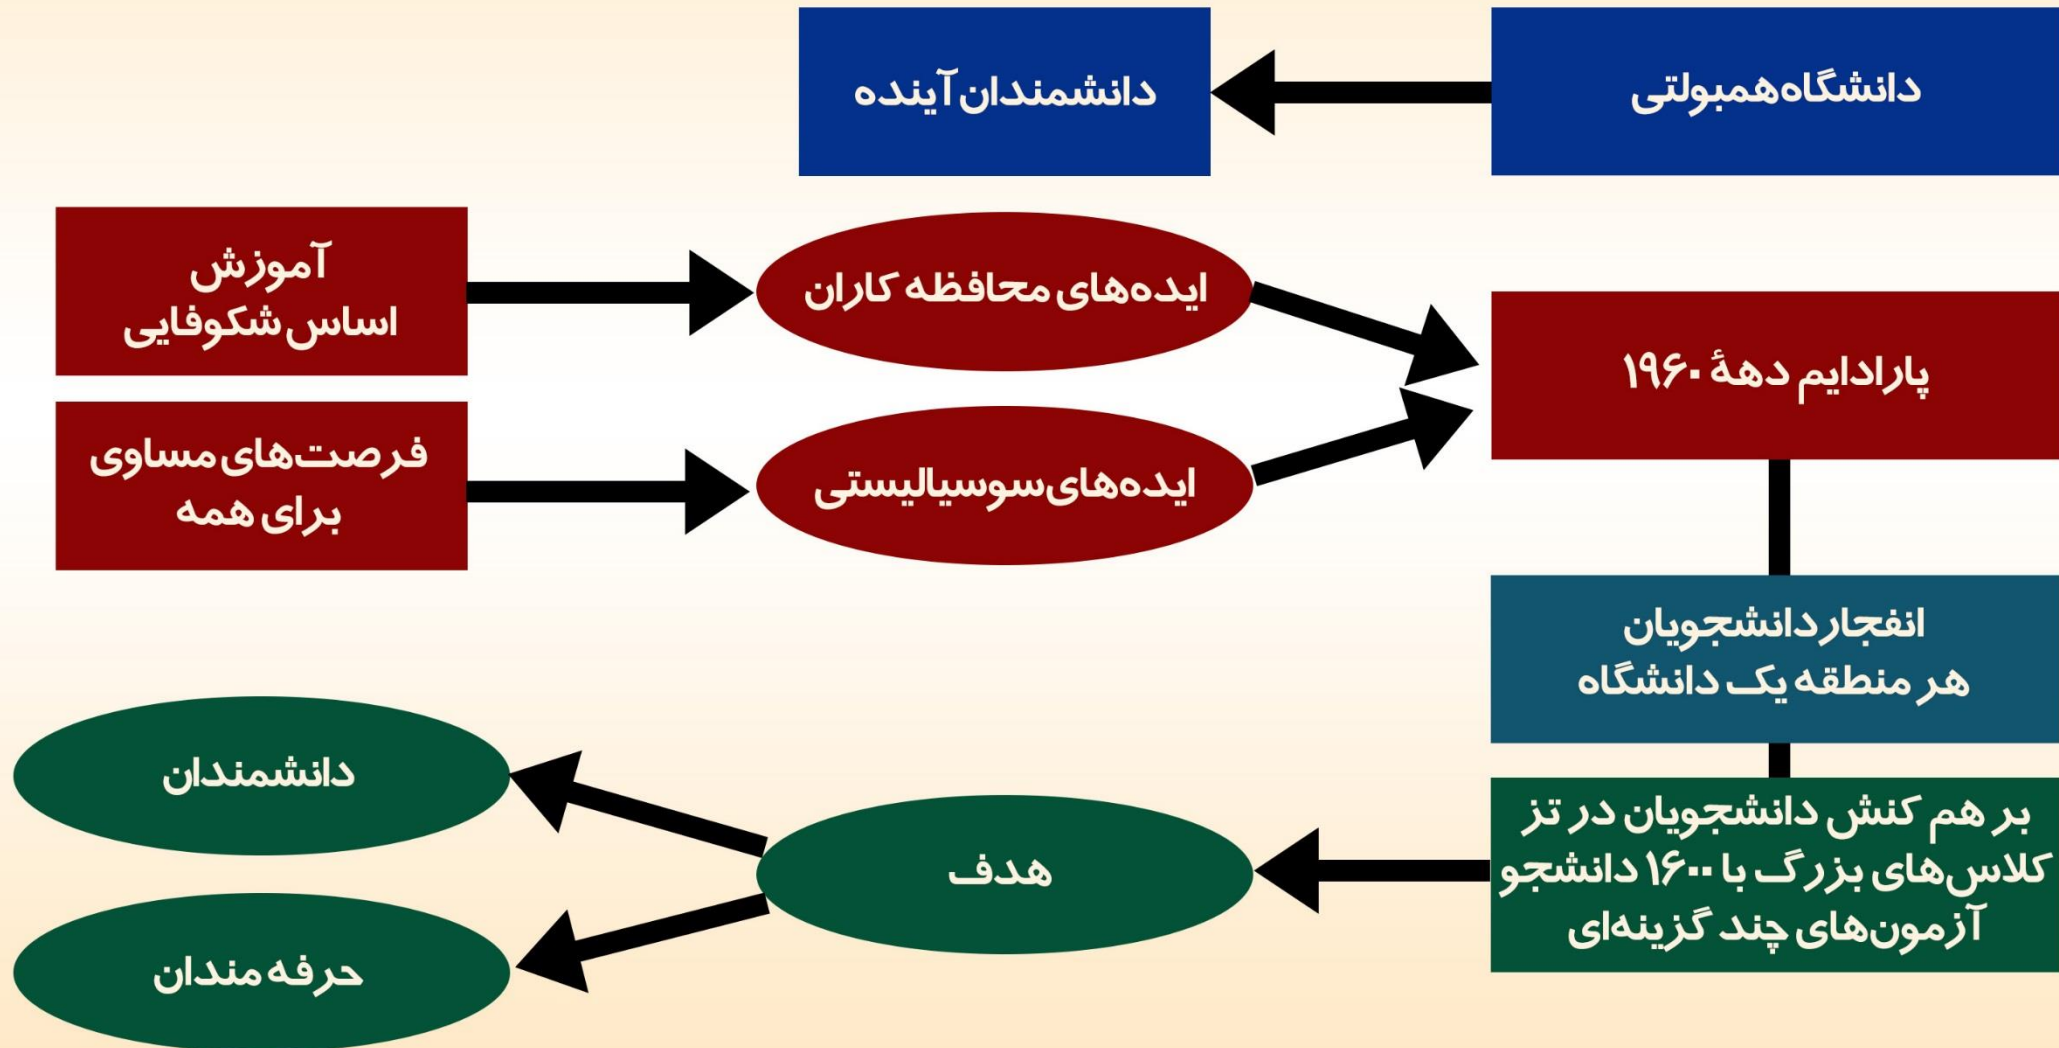 دانشگاه همبولتی
دانشمندان آینده
آموزش
اساس شکوفایی
ایده‌های محافظه کاران
فرصت‌های مساوی
برای همه
ایده‌های سوسیالیستی
پارادایم دههٔ ۱۹۶۰
انفجار دانشجویان
هر منطقه یک دانشگاه
بر هم کنش دانشجویان در تز
کلاس‌های بزرگ با ۱۶۰۰ دانشجو
آزمون‌های چند گزینه‌ای
هدف
دانشمندان
حرفه مندان